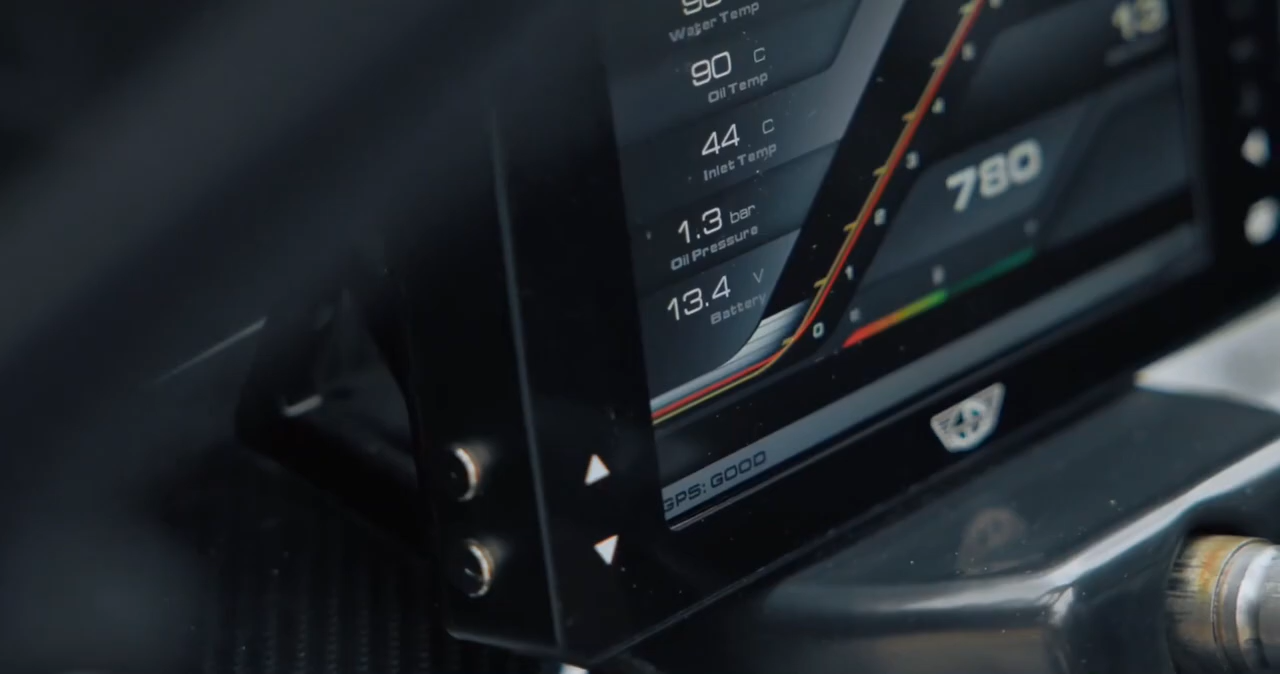 Water Temp
90 C
Oil Temp
44 C
Inlet Temp
1.3 bar
Oil Pressure
13.4 V
Battery
0
1
3
4
780
13
GPS: GOOD